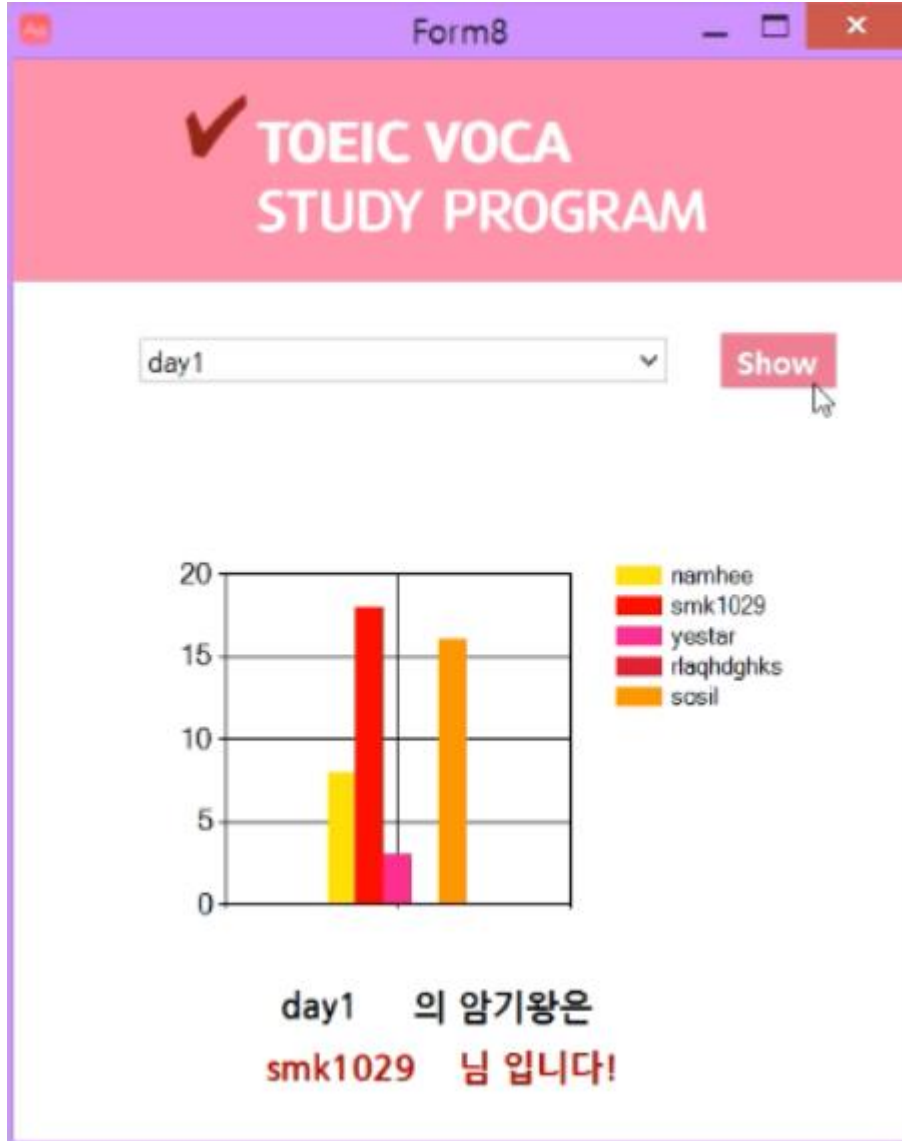 Form8
TOEIC VOCA
STUDY PROGRAM
day1
Show
20
15
10
5
0
namhee
smk1029
yestar
rlaqhdghks
sosil
day1 의 암기왕은
smk1029 님 입니다!